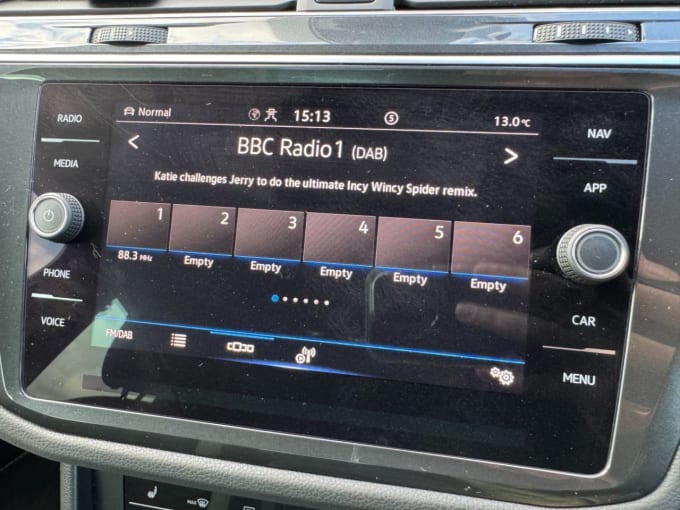 RADIO
MEDIA
PHONE
VOICE
Normal 15:13 S 13.0°C
BBC Radio1 (DAB)
Katie challenges Jerry to do the ultimate Incy Wincy Spider remix.
1 2 3 4 5 6
88.3 MHz Empty Empty Empty Empty Empty
FM/DAB
NAV
APP
CAR
MENU
MAX